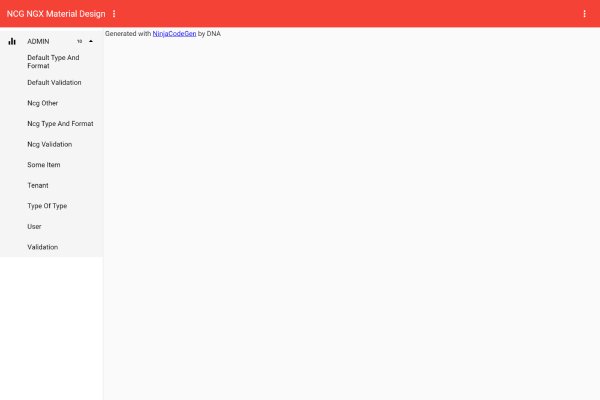 NCG NGX Material Design
ADMIN 10
Generated with NinjaCodeGen by DNA
Default Type And
Format
Default Validation
Ncg Other
Ncg Type And Format
Ncg Validation
Some Item
Tenant
Type Of Type
User
Validation